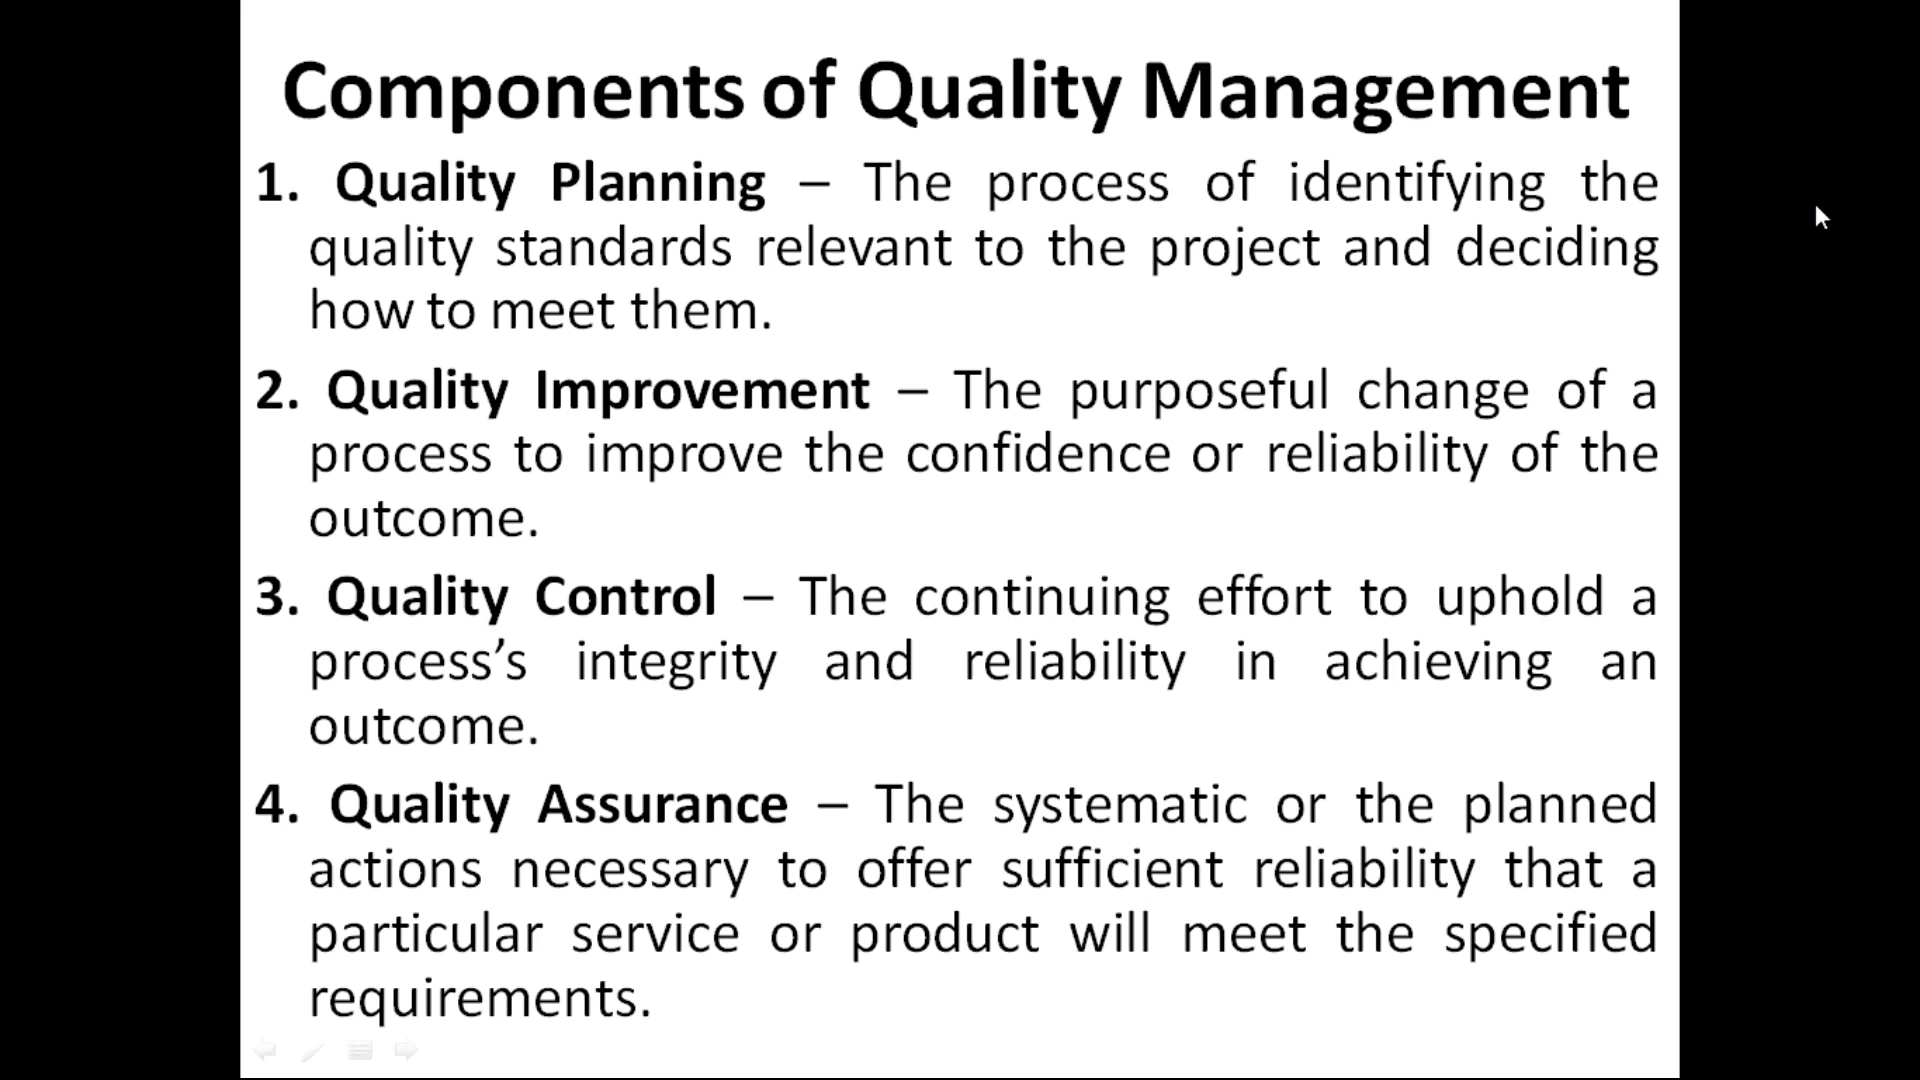 Components of Quality Management
1. Quality Planning – The process of identifying the
quality standards relevant to the project and deciding
how to meet them.
2. Quality Improvement – The purposeful change of a
process to improve the confidence or reliability of the
outcome.
3. Quality Control – The continuing effort to uphold a
process’s integrity and reliability in achieving an
outcome.
4. Quality Assurance – The systematic or the planned
actions necessary to offer sufficient reliability that a
particular service or product will meet the specified
requirements.